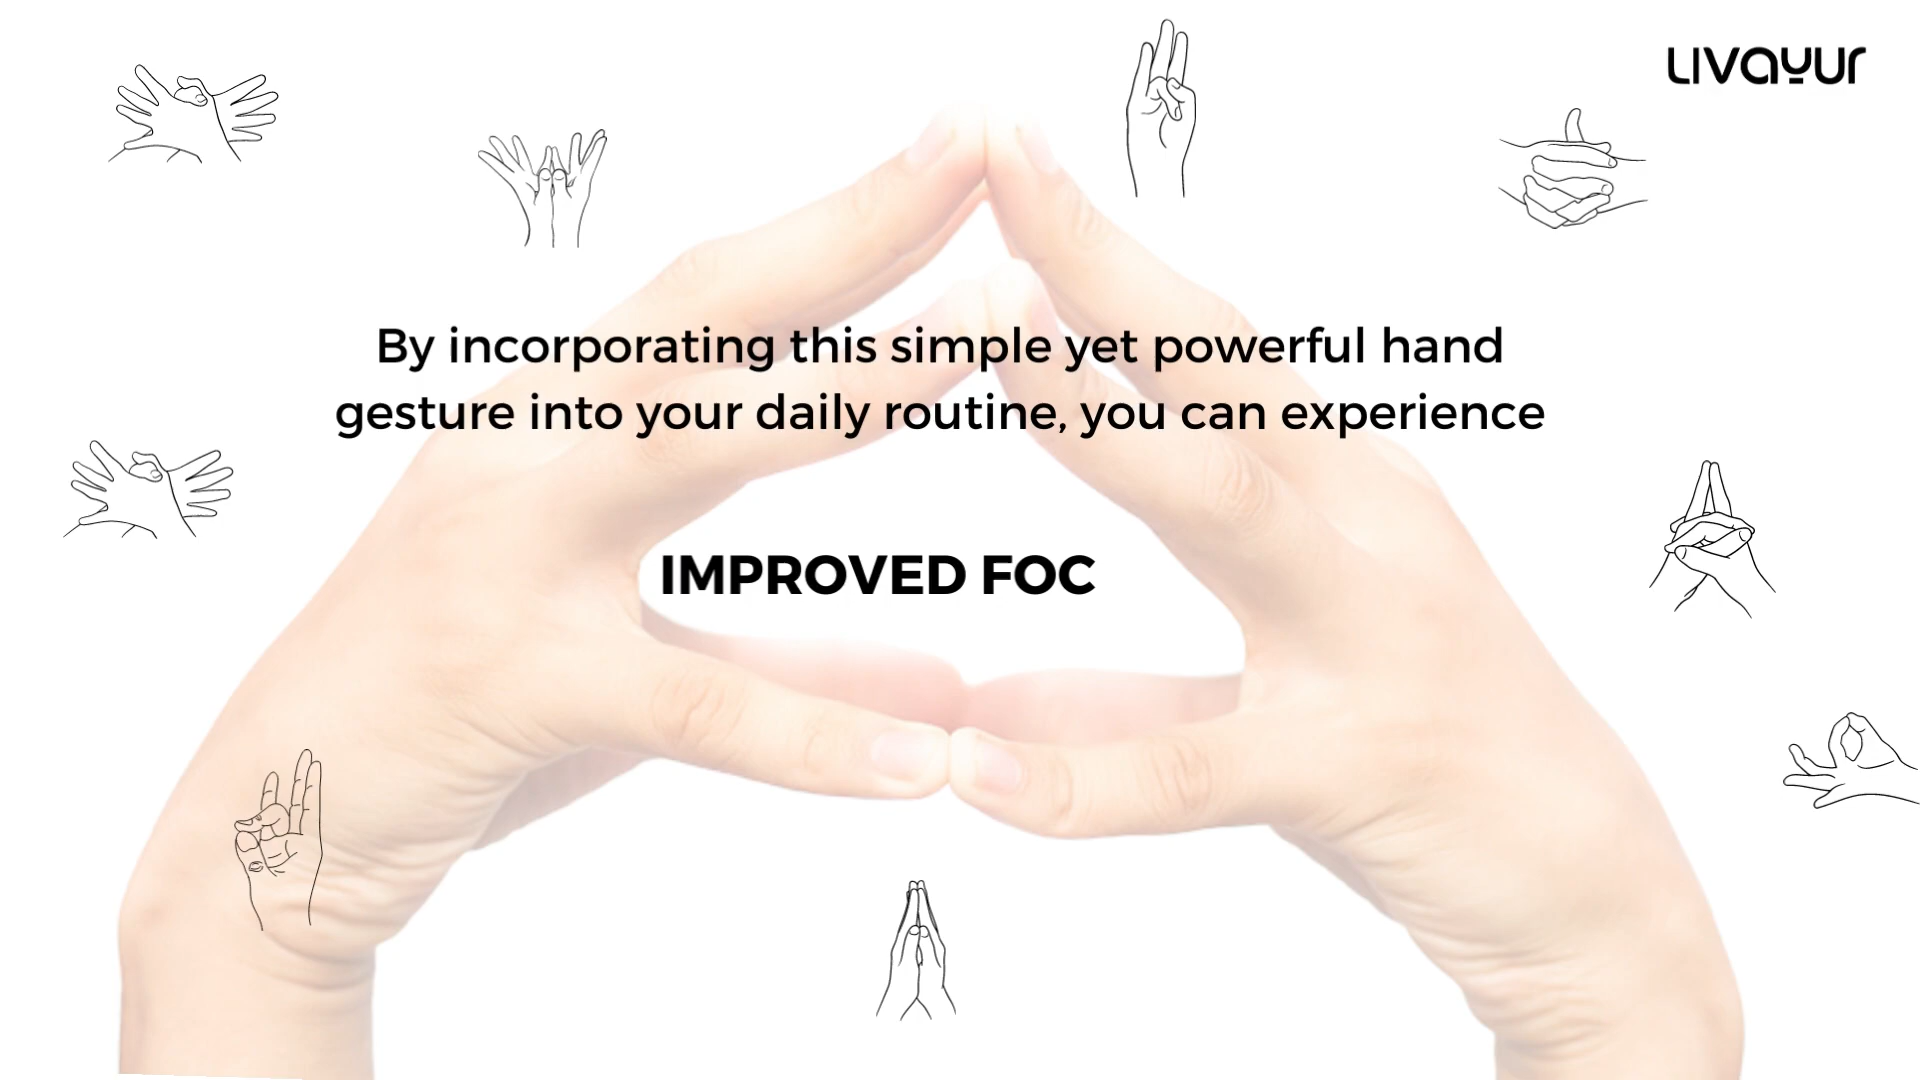 LIVAYUR
By incorporating this simple yet powerful hand
gesture into your daily routine, you can experience
IMPROVED FOC